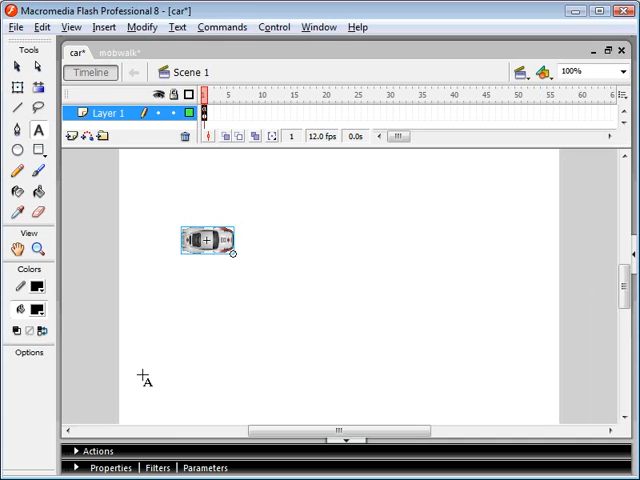 Macromedia Flash Professional 8 - [car*]
File Edit View Insert Modify Text Commands Control Window Help
Tools
car* mobwalk*
Timeline Scene 1 100%
1 5 10 15 20 25 30 35 40 45 50 55 60 6
Layer 1
1 12.0 fps 0.0s
View
Colors
Options
A
Actions
Properties Filters Parameters